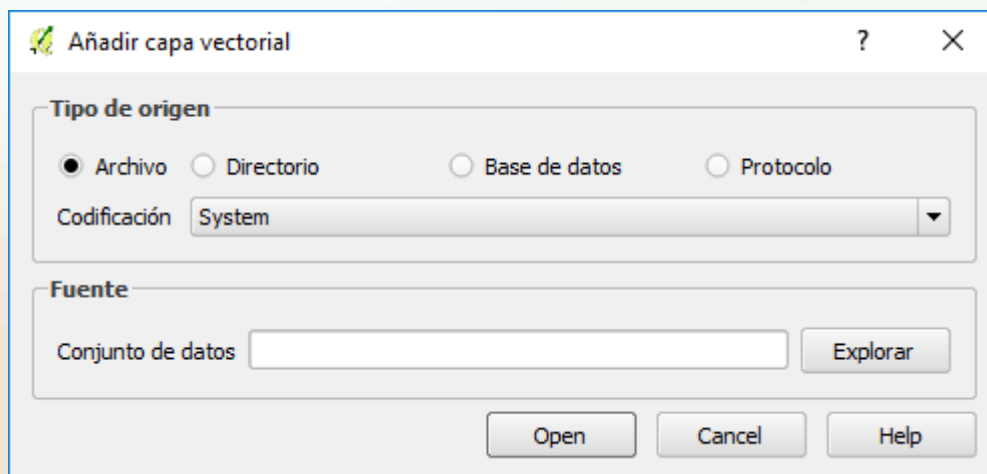 Añadir capa vectorial ?
Tipo de origen
Archivo Directorio Base de datos Protocolo
Codificación System
Fuente
Conjunto de datos Explorar
Open Cancel Help